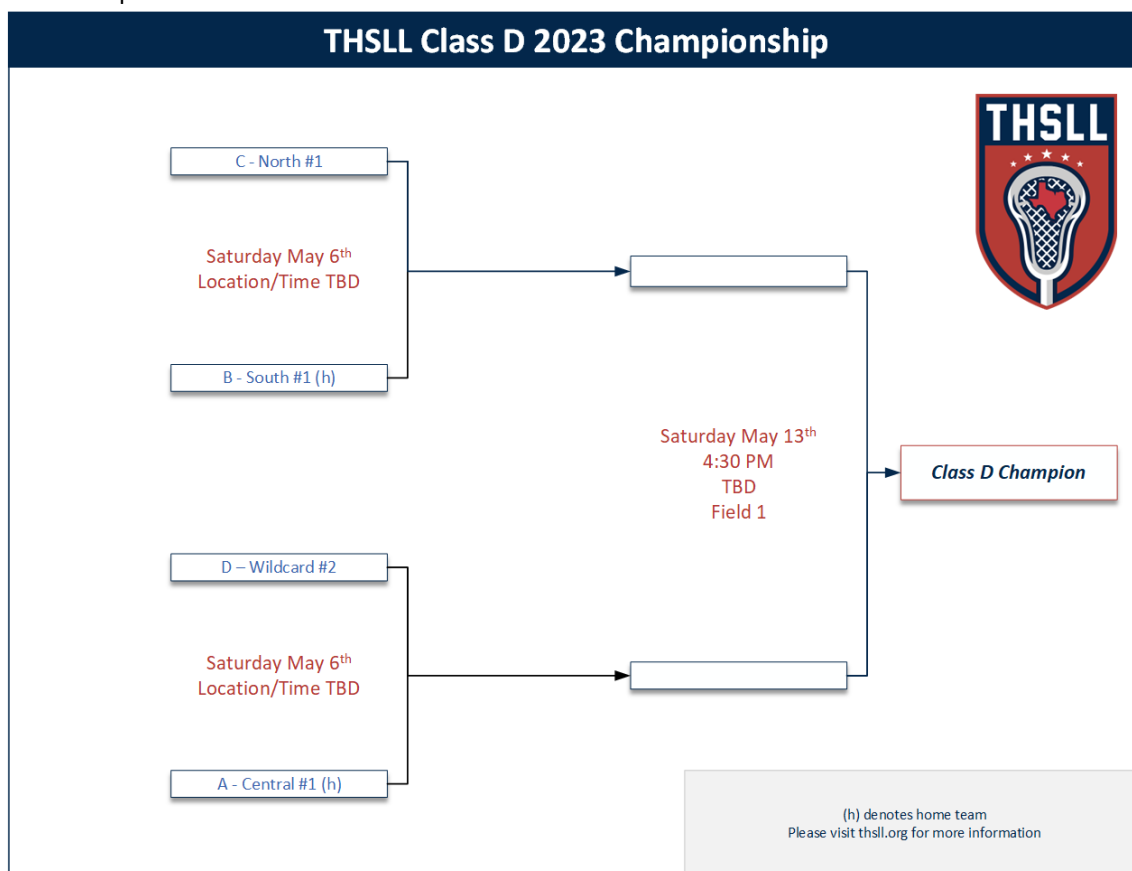 THSLL Class D 2023 Championship
THSLL
C - North #1
Saturday May 6th
Location/Time TBD
B - South #1 (h)
Saturday May 13th
4:30 PM
TBD
Field 1
Class D Champion
D – Wildcard #2
Saturday May 6th
Location/Time TBD
A - Central #1 (h)
(h) denotes home team
Please visit thsll.org for more information